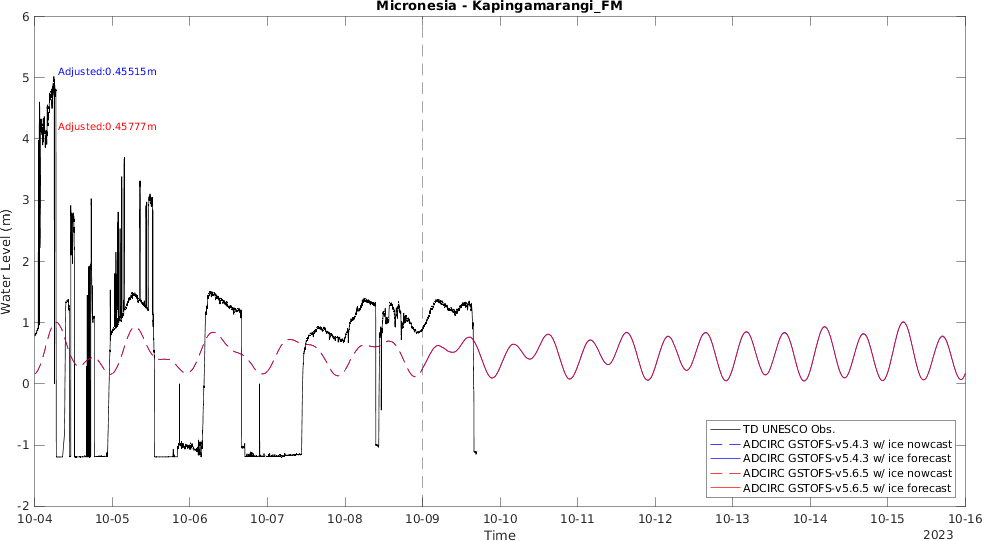 Micronesia - Kapingamarangi_FM
6
5
4
3
2
1
0
-1
-2
Water Level (m)
Adjusted:0.45515m
Adjusted:0.45777m
TD UNESCO Obs.
ADCIRC GSTOFS-v5.4.3 w/ ice nowcast
ADCIRC GSTOFS-v5.4.3 w/ ice forecast
ADCIRC GSTOFS-v5.6.5 w/ ice nowcast
ADCIRC GSTOFS-v5.6.5 w/ ice forecast
10-04 10-05 10-06 10-07 10-08 10-09 10-10 10-11 10-12 10-13 10-14 10-15 10-16
Time
2023